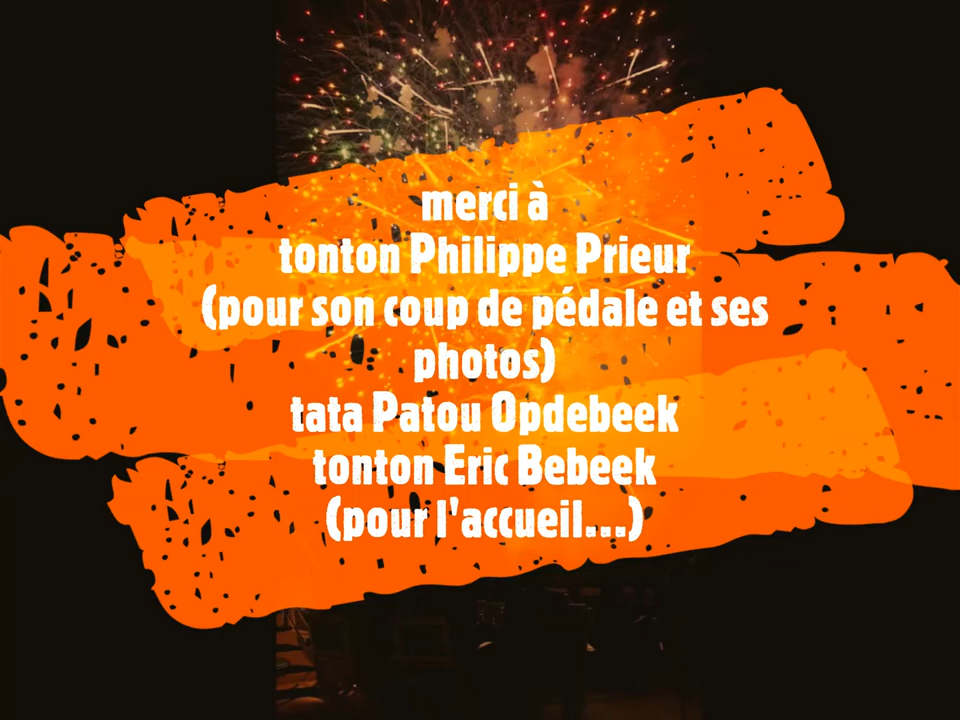 merci à
tonton Philippe Prieur
(pour son coup de pédale et ses
photos)
tata Patou Opdebeek
tonton Eric Bebeek
(pour l'accueil...)